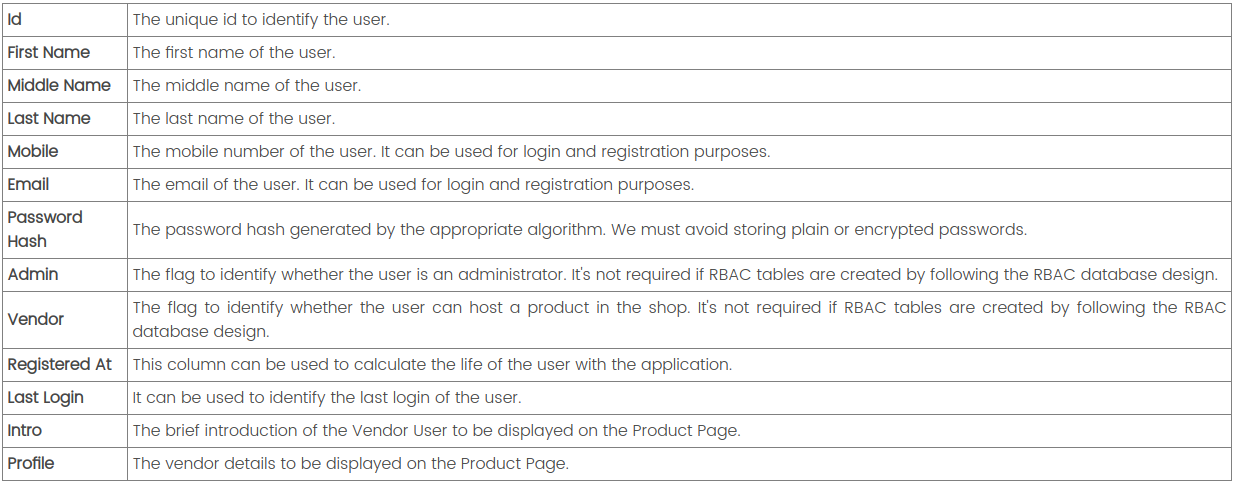 Id The unique id to identify the user.
First Name The first name of the user.
Middle Name The middle name of the user.
Last Name The last name of the user.
Mobile The mobile number of the user. It can be used for login and registration purposes.
Email The email of the user. It can be used for login and registration purposes.
Password
Hash
The password hash generated by the appropriate algorithm. We must avoid storing plain or encrypted passwords.
Admin The flag to identify whether the user is an administrator. It's not required if RBAC tables are created by following the RBAC database design.
Vendor
The flag to identify whether the user can host a product in the shop. It's not required if RBAC tables are created by following the RBAC
database design.
Registered At This column can be used to calculate the life of the user with the application.
Last Login It can be used to identify the last login of the user.
Intro The brief introduction of the Vendor User to be displayed on the Product Page.
Profile The vendor details to be displayed on the Product Page.